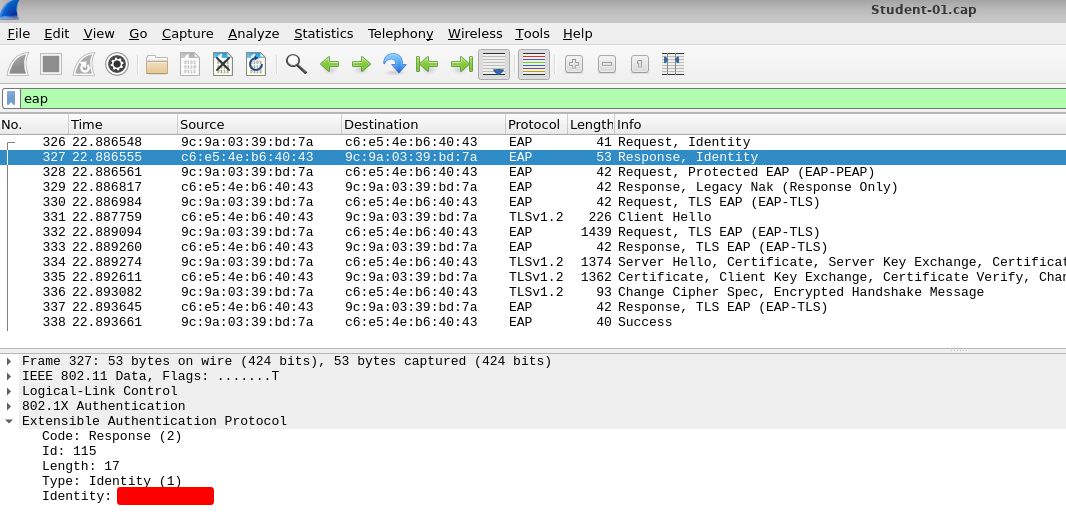 Student-01.cap
File Edit View Go Capture Analyze Statistics Telephony Wireless Tools Help
eap
No. Time Source Destination Protocol Length Info
326 22.886548 9c:9a:03:39:bd:7a c6:e5:4e:b6:40:43 EAP 41 Request, Identity
327 22.886555 c6:e5:4e:b6:40:43 9c:9a:03:39:bd:7a EAP 53 Response, Identity
328 22.886561 9c:9a:03:39:bd:7a c6:e5:4e:b6:40:43 EAP 42 Request, Protected EAP (EAP-PEAP)
329 22.886817 c6:e5:4e:b6:40:43 9c:9a:03:39:bd:7a EAP 42 Response, Legacy Nak (Response Only)
330 22.886984 9c:9a:03:39:bd:7a c6:e5:4e:b6:40:43 EAP 42 Request, TLS EAP (EAP-TLS)
331 22.887759 c6:e5:4e:b6:40:43 9c:9a:03:39:bd:7a TLSv1.2 226 Client Hello
332 22.889094 9c:9a:03:39:bd:7a c6:e5:4e:b6:40:43 EAP 1439 Request, TLS EAP (EAP-TLS)
333 22.889260 c6:e5:4e:b6:40:43 9c:9a:03:39:bd:7a EAP 42 Response, TLS EAP (EAP-TLS)
334 22.889274 9c:9a:03:39:bd:7a c6:e5:4e:b6:40:43 TLSv1.2 1374 Server Hello, Certificate, Server Key Exchange, Certificat
335 22.892611 c6:e5:4e:b6:40:43 9c:9a:03:39:bd:7a TLSv1.2 1362 Certificate, Client Key Exchange, Certificate Verify, Chan
336 22.893082 9c:9a:03:39:bd:7a c6:e5:4e:b6:40:43 TLSv1.2 93 Change Cipher Spec, Encrypted Handshake Message
337 22.893645 c6:e5:4e:b6:40:43 9c:9a:03:39:bd:7a EAP 42 Response, TLS EAP (EAP-TLS)
338 22.893661 9c:9a:03:39:bd:7a c6:e5:4e:b6:40:43 EAP 40 Success
Frame 327: 53 bytes on wire (424 bits), 53 bytes captured (424 bits)
IEEE 802.11 Data, Flags: .......T
Logical-Link Control
802.1X Authentication
Extensible Authentication Protocol
Code: Response (2)
Id: 115
Length: 17
Type: Identity (1)
Identity: